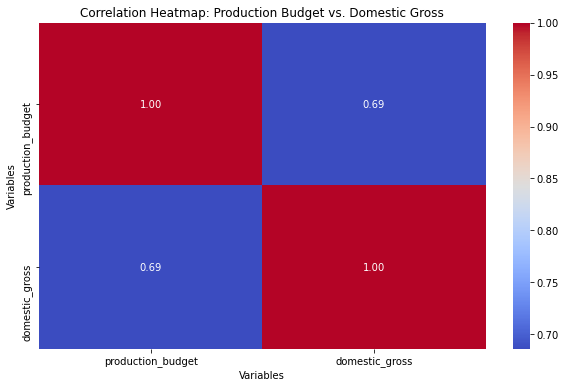 Correlation Heatmap: Production Budget vs. Domestic Gross
Variables
production_budget
domestic_gross
1.00
0.69
0.69
1.00
production_budget
domestic_gross
Variables
1.00
0.95
0.90
0.85
0.80
0.75
0.70